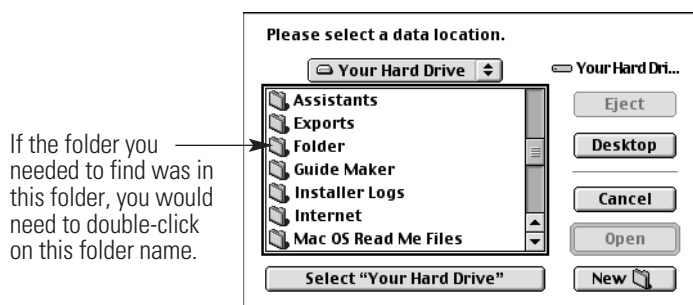 Please select a data location.
Your Hard Drive
Your Hard Dri...
Assistants
Exports
Folder
Guide Maker
Installer Logs
Internet
Mac OS Read Me Files
Eject
Desktop
Cancel
Open
Select “Your Hard Drive”
New
If the folder you
needed to find was in
this folder, you would
need to double-click
on this folder name.